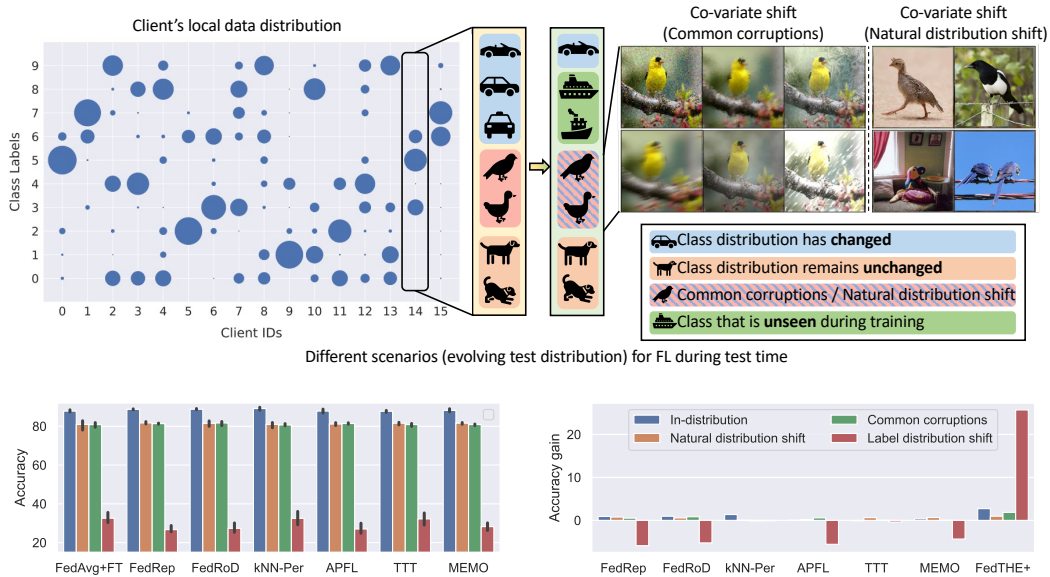 Client's local data distribution
Class Labels
9
8
7
6
5
4
3
2
1
0
0 1 2 3 4 5 6 7 8 9 10 11 12 13 14 15
Client IDs
Co-variate shift
(Common corruptions)
Co-variate shift
(Natural distribution shift)
Class distribution has changed
Class distribution remains unchanged
Common corruptions / Natural distribution shift
Class that is unseen during training
Different scenarios (evolving test distribution) for FL during test time
Accuracy
80
60
40
20
FedAvg+FT FedRep FedRoD kNN-Per APFL TTT MEMO
Accuracy gain
20
10
0
In-distribution
Natural distribution shift
Common corruptions
Label distribution shift
FedRep FedRoD kNN-Per APFL TTT MEMO FedTHE+